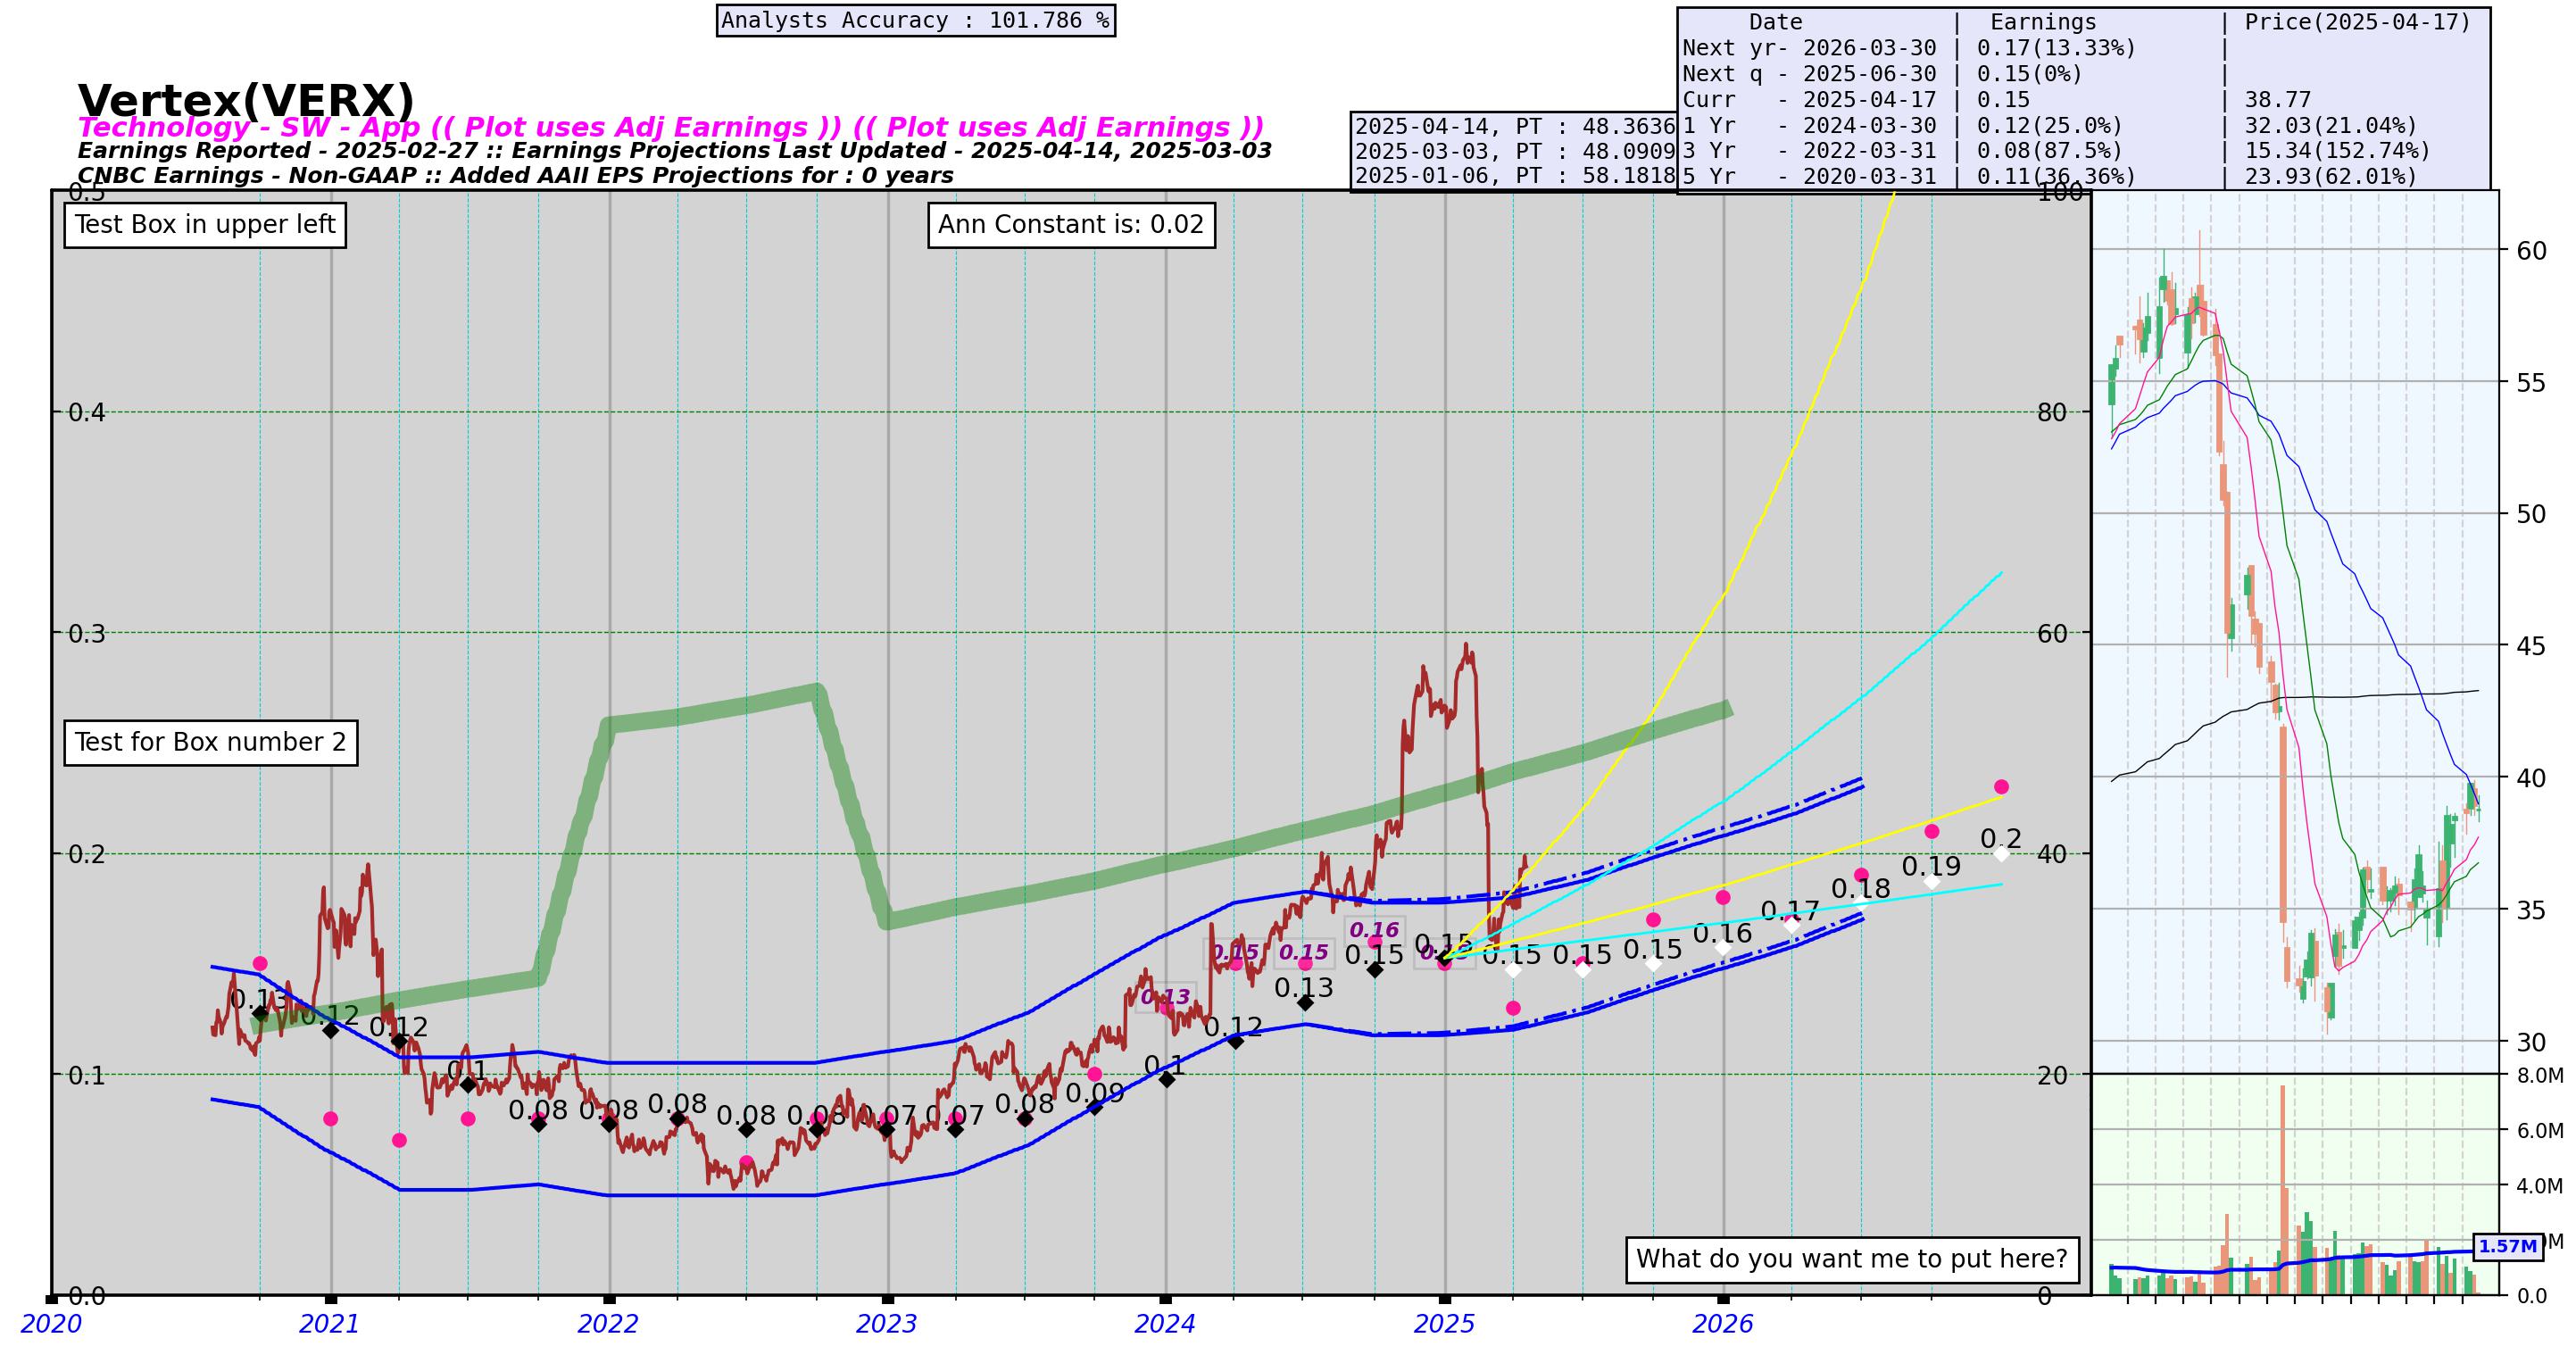 Analysts Accuracy : 101.786 %
Date | Earnings | Price(2025-04-17)
Next yr- 2026-03-30 | 0.17(13.33%) |
Next q - 2025-06-30 | 0.15(0%) |
Curr - 2025-04-17 | 0.15 | 38.77
1 Yr - 2024-03-30 | 0.12(25.0%) | 32.03(21.04%)
3 Yr - 2022-03-31 | 0.08(87.5%) | 15.34(152.74%)
5 Yr - 2020-03-31 | 0.11(36.36%) | 23.93(62.01%)
Vertex(VERX)
Technology - SW - App (( Plot uses Adj Earnings )) (( Plot uses Adj Earnings ))
Earnings Reported - 2025-02-27 :: Earnings Projections Last Updated - 2025-04-14, 2025-03-03
CNBC Earnings - Non-GAAP :: Added AAII EPS Projections for : 0 years
2025-04-14, PT : 48.3636
2025-03-03, PT : 48.0909
2025-01-06, PT : 58.1818
Test Box in upper left
Ann Constant is: 0.02
Test for Box number 2
What do you want me to put here?
0.5
0.4
0.3
0.2
0.1
0.0
100
80
60
40
20
0
0.13
0.12
0.12
0.1
0.08
0.08
0.08
0.08
0.08
0.07
0.07
0.08
0.09
0.1
0.12
0.13
0.15
0.15
0.15
0.15
0.15
0.16
0.17
0.18
0.19
0.2
0.13
0.15
0.15
0.16
60
55
50
45
40
35
30
8.0M
6.0M
4.0M
1.57M
0.0
2020
2021
2022
2023
2024
2025
2026